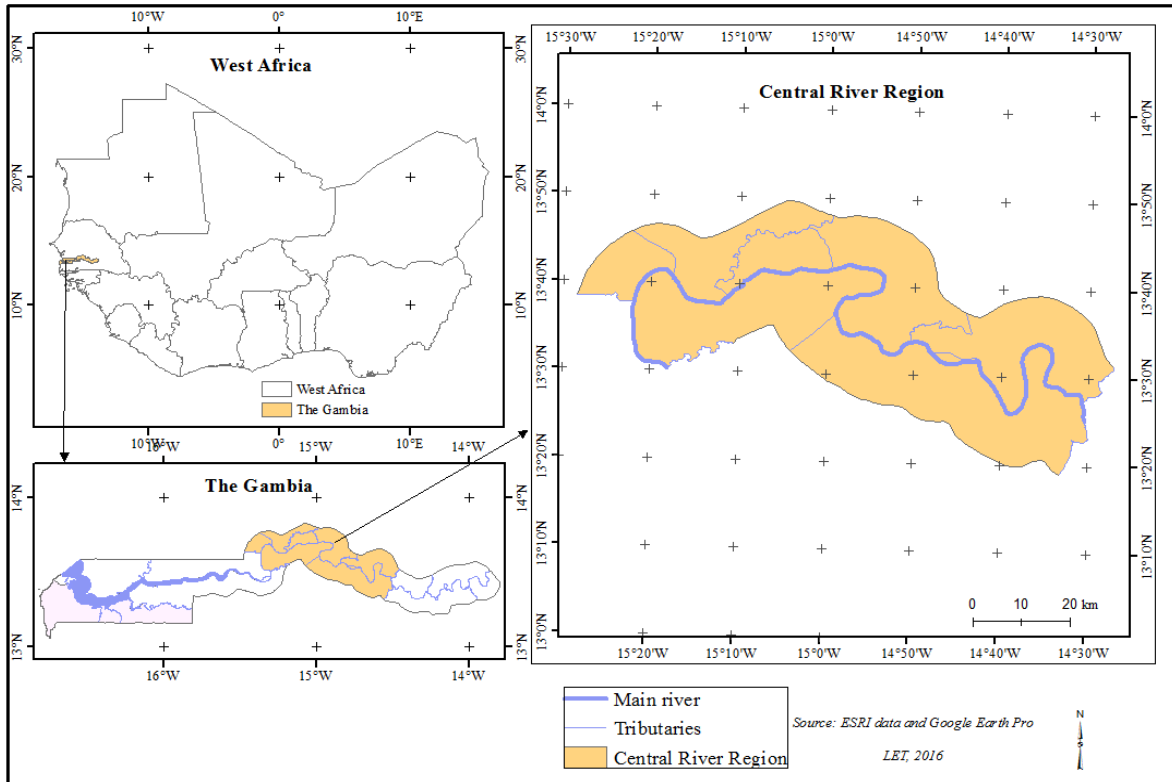 10°W 0° 10°E
West Africa
30°N 30°N
20°N 20°N
10°N 10°N
West Africa
The Gambia
10°W 0° 10°E
16°W 15°W 14°W
The Gambia
14°N 14°N
13°N 13°N
16°W 15°W 14°W
15°30'W 15°20'W 15°10'W 15°0'W 14°50'W 14°40'W 14°30'W
Central River Region
14°0'N 14°0'N
13°50'N 13°50'N
13°40'N 13°40'N
13°30'N 13°30'N
13°20'N 13°20'N
13°10'N 13°10'N
13°0'N
0 10 20 km
15°20'W 15°10'W 15°0'W 14°50'W 14°40'W 14°30'W
Main river
Tributaries
Central River Region
Source: ESRI data and Google Earth Pro
LET, 2016
N
S